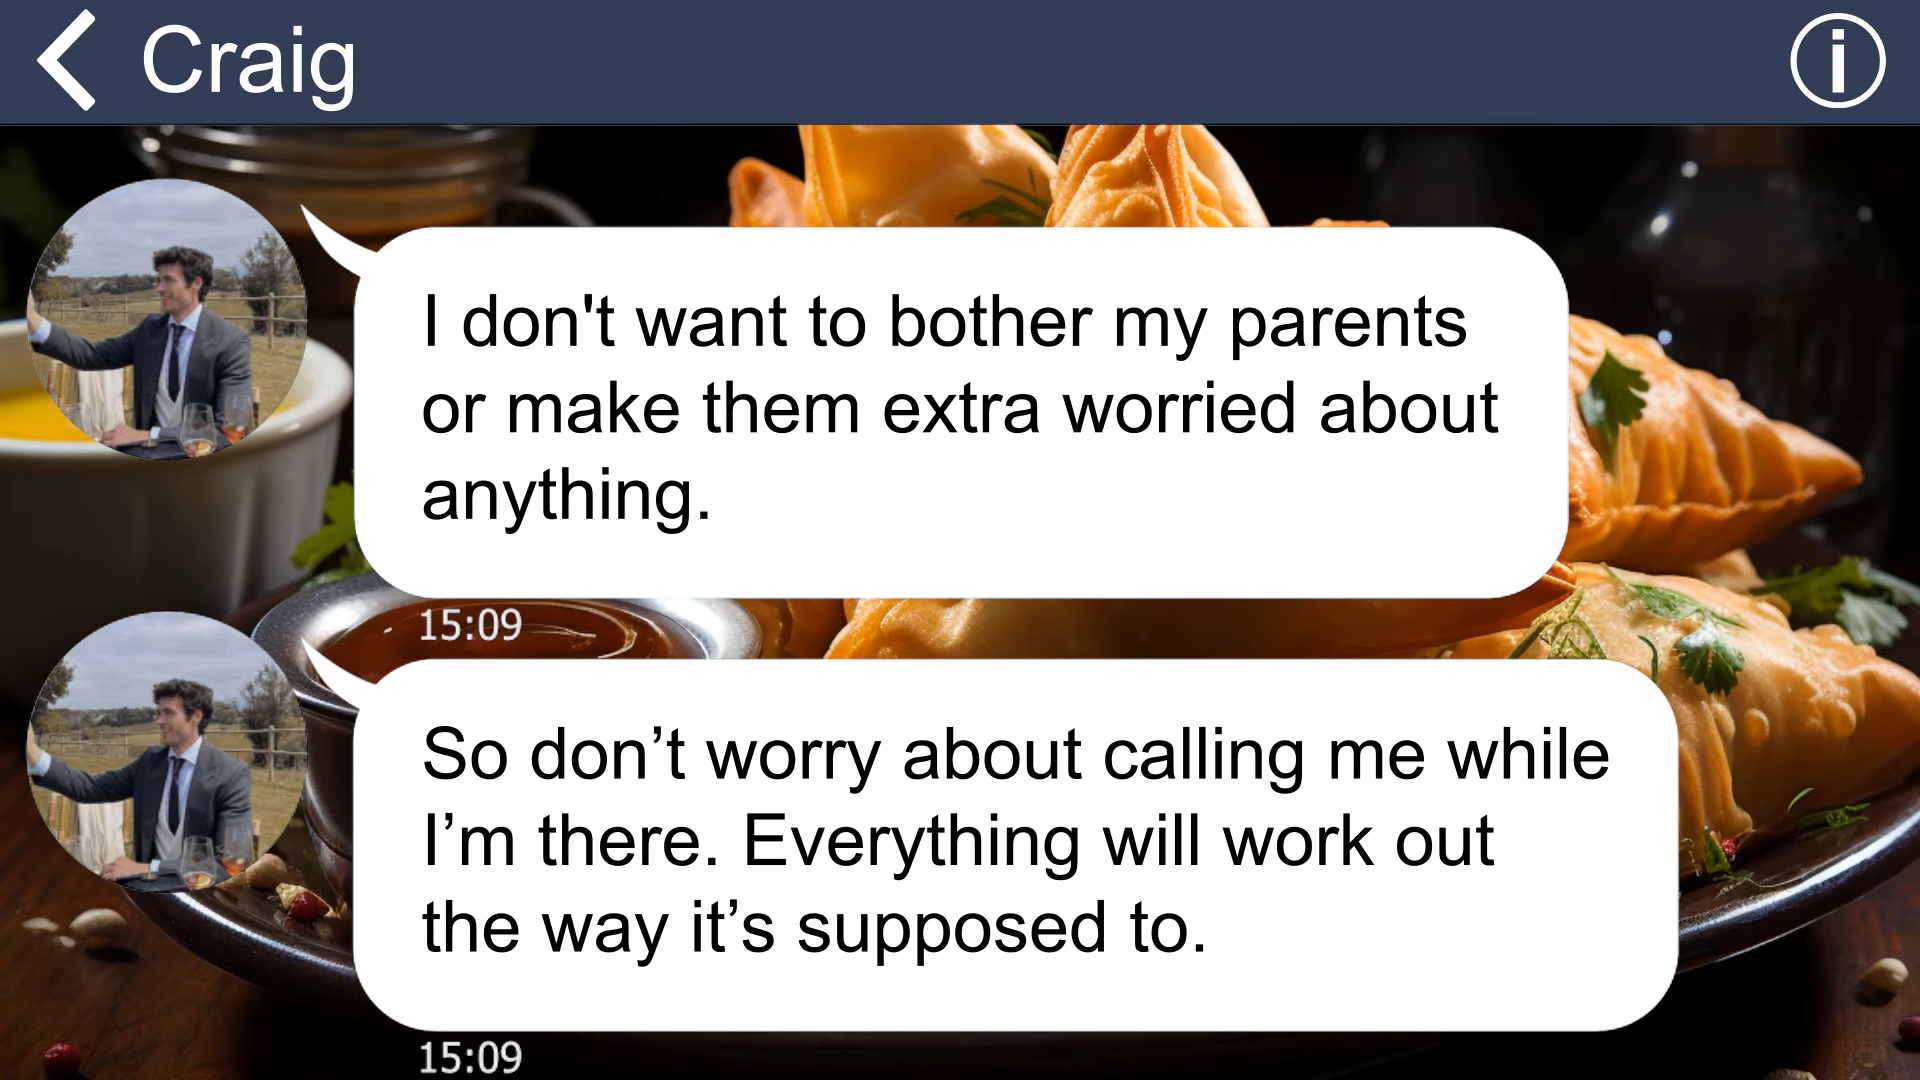 Craig
I don't want to bother my parents
or make them extra worried about
anything.
15:09
So don’t worry about calling me while
I’m there. Everything will work out
the way it’s supposed to.
15:09